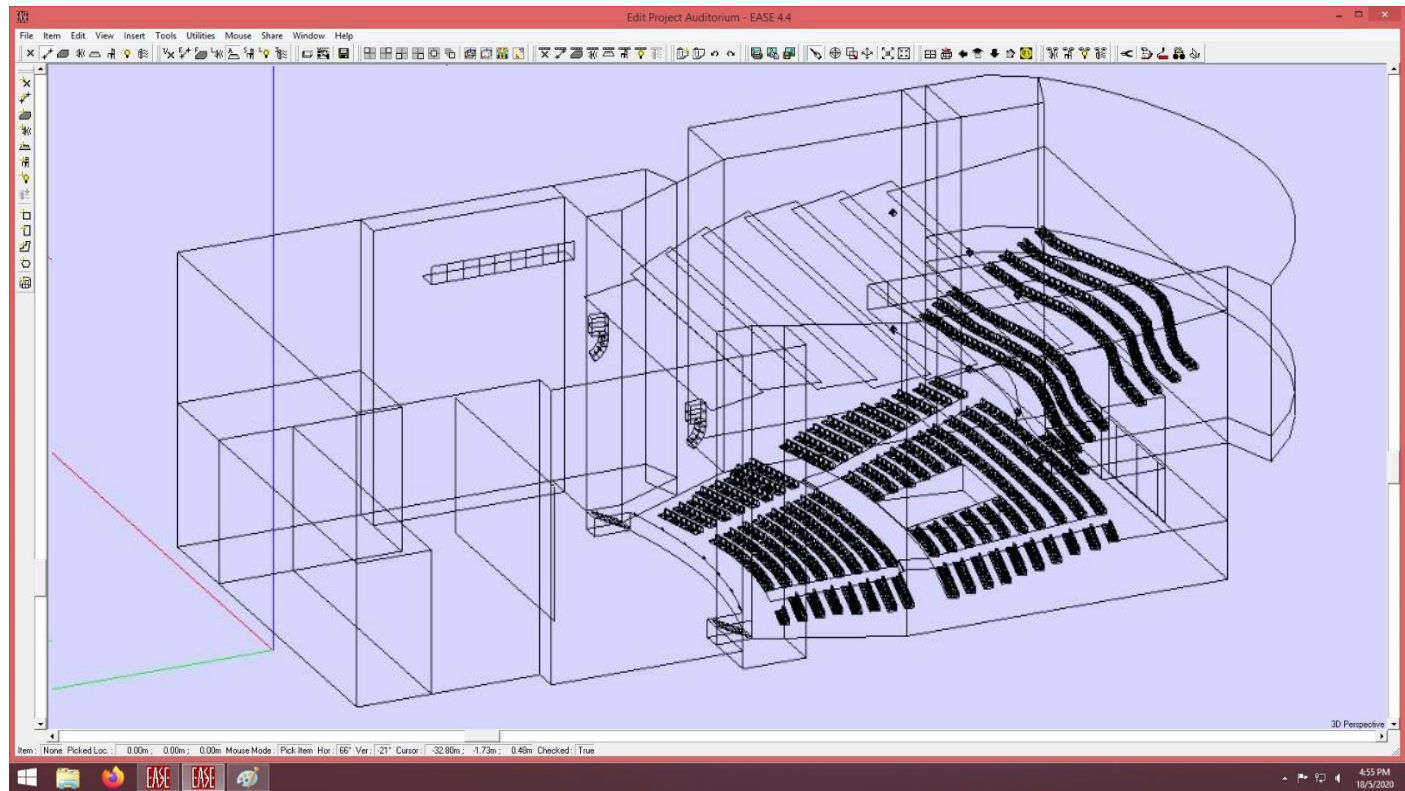 Edit Project Auditorium - EASE 4.4
File Item Edit View Insert Tools Utilities Mouse Share Window Help
3D Perspective
Item: None Picked Loc. : 0.00m ; 0.00m ; 0.00m Mouse Mode : Pick Item Hor : 66° Ver : -21° Cursor : -32.80m ; -1.73m ; 0.48m Checked : True
EASE EASE
4:55 PM
18/5/2020